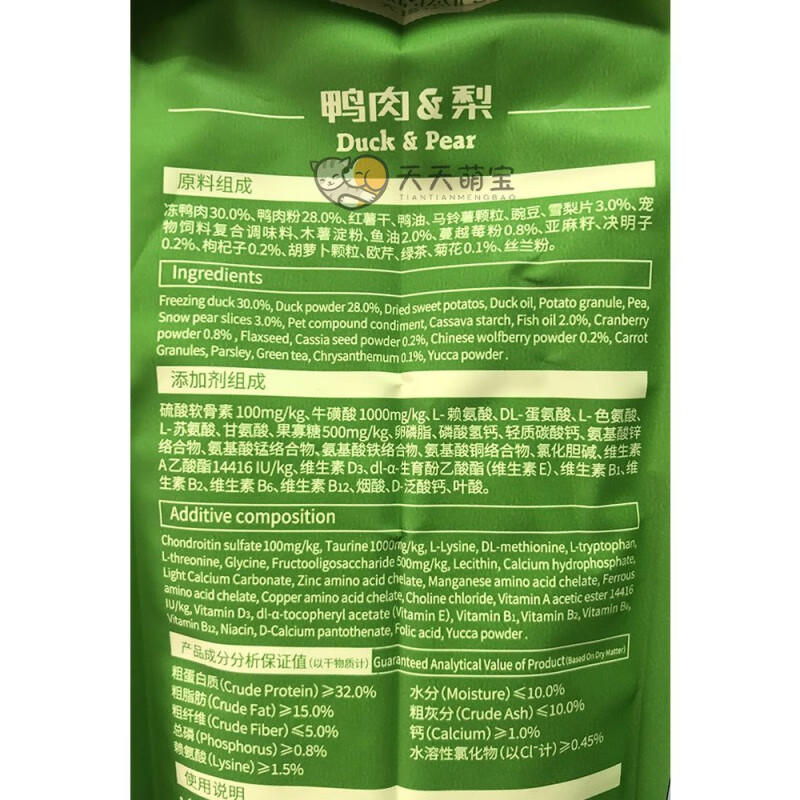 鸭肉&梨
Duck & Pear
天天萌宝
TIANTIANMENGBAO
原料组成
冻鸭肉30.0%、鸭肉粉28.0%、红薯干、鸭油、马铃薯颗粒、豌豆、雪梨片3.0%、宠
物饲料复合调味料、木薯淀粉、鱼油2.0%、蔓越莓粉0.8%、亚麻籽、决明子
0.2%、枸杞子0.2%、胡萝卜颗粒、欧芹、绿茶、菊花0.1%、丝兰粉。
Ingredients
Freezing duck 30.0%, Duck powder 28.0%, Dried sweet potatos, Duck oil, Potato granule, Pea,
Snow pear slices 3.0%, Pet compound condiment, Cassava starch, Fish oil 2.0%, Cranberry
powder 0.8% , Flaxseed, Cassia seed powder 0.2%, Chinese wolfberry powder 0.2%, Carrot
Granules, Parsley, Green tea, Chrysanthemum 0.1%, Yucca powder .
添加剂组成
硫酸软骨素100mg/kg、牛磺酸1000mg/kg、L-赖氨酸、DL-蛋氨酸、L-色氨酸、
L-苏氨酸、甘氨酸、果寡糖500mg/kg、卵磷脂、磷酸氢钙、轻质碳酸钙、氨基酸锌
络合物、氨基酸锰络合物、氨基酸铁络合物、氨基酸铜络合物、氯化胆碱、维生素
A乙酸酯14416 IU/kg、维生素D3、dl-α-生育酚乙酸酯(维生素E)、维生素B1、维
生素B2、维生素B6、维生素B12、烟酸、D-泛酸钙、叶酸。
Additive composition
Chondroitin sulfate 100mg/kg, Taurine 1000mg/kg, L-Lysine, DL-methionine, L-tryptophan,
L-threonine, Glycine, Fructooligosaccharide 500mg/kg, Lecithin, Calcium hydrophosphate,
Light Calcium Carbonate, Zinc amino acid chelate, Manganese amino acid chelate, Ferrous
amino acid chelate, Copper amino acid chelate, Choline chloride, Vitamin A acetic ester 14416
IU/kg, Vitamin D3, dl-α-tocopheryl acetate (Vitamin E), Vitamin B1, Vitamin B2, Vitamin B6,
Vitamin B12, Niacin, D-Calcium pantothenate, Folic acid, Yucca powder .
产品成分分析保证值(以干物质计) Guaranteed Analytical Value of Product(Based On Dry Matter)
粗蛋白质(Crude Protein)≥32.0%
粗脂肪(Crude Fat)≥15.0%
粗纤维(Crude Fiber)≤5.0%
总磷(Phosphorus)≥0.8%
赖氨酸(Lysine)≥1.5%
水分(Moisture)≤10.0%
粗灰分(Crude Ash)≤10.0%
钙(Calcium)≥1.0%
水溶性氯化物(以Cl⁻计)≥0.45%
使用说明